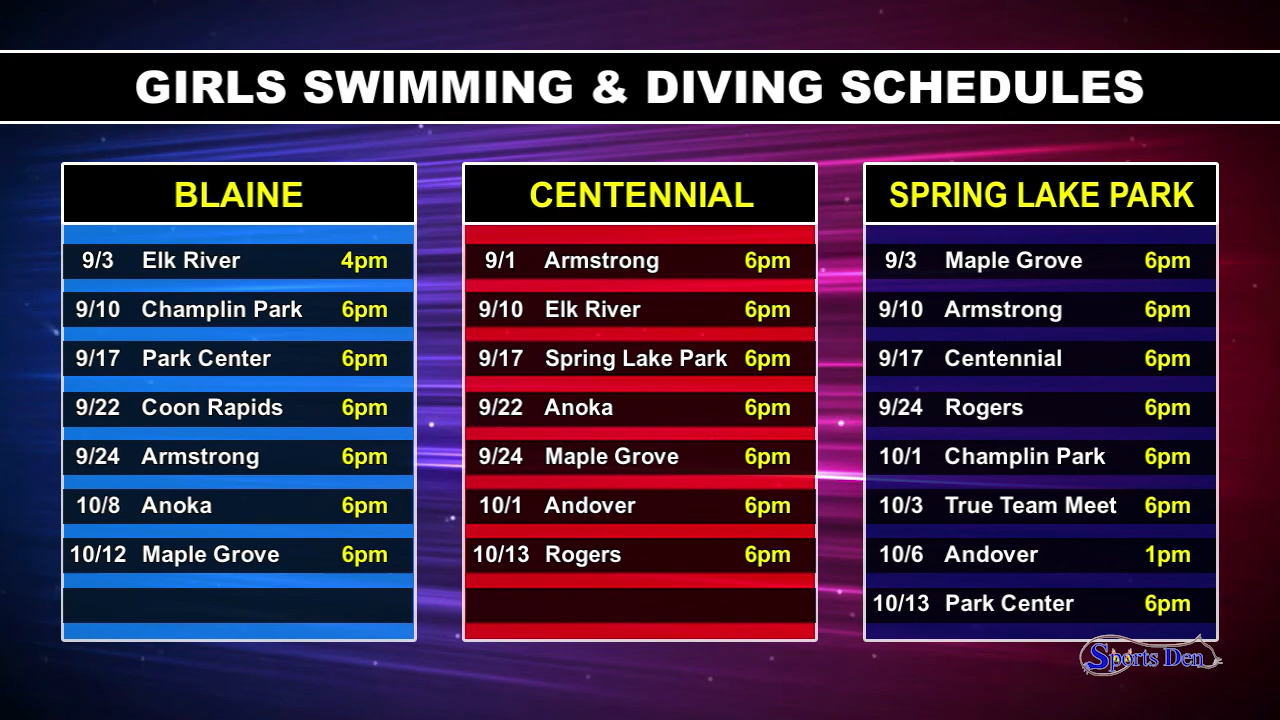 GIRLS SWIMMING & DIVING SCHEDULES
BLAINE
9/3 Elk River 4pm
9/10 Champlin Park 6pm
9/17 Park Center 6pm
9/22 Coon Rapids 6pm
9/24 Armstrong 6pm
10/8 Anoka 6pm
10/12 Maple Grove 6pm
CENTENNIAL
9/1 Armstrong 6pm
9/10 Elk River 6pm
9/17 Spring Lake Park 6pm
9/22 Anoka 6pm
9/24 Maple Grove 6pm
10/1 Andover 6pm
10/13 Rogers 6pm
SPRING LAKE PARK
9/3 Maple Grove 6pm
9/10 Armstrong 6pm
9/17 Centennial 6pm
9/24 Rogers 6pm
10/1 Champlin Park 6pm
10/3 True Team Meet 6pm
10/6 Andover 1pm
10/13 Park Center 6pm
Sports Den